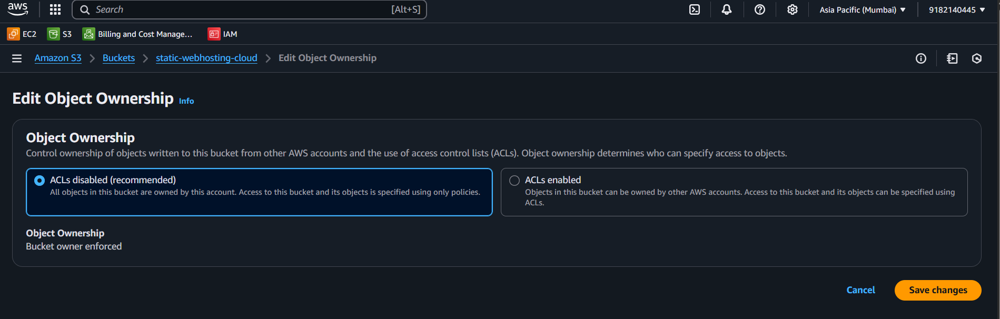 aws Search [Alt+S] Asia Pacific (Mumbai) 9182140445
EC2 S3 Billing and Cost Manage... IAM
Amazon S3 Buckets static-webhosting-cloud Edit Object Ownership
Edit Object Ownership Info
Object Ownership
Control ownership of objects written to this bucket from other AWS accounts and the use of access control lists (ACLs). Object ownership determines who can specify access to objects.
ACLs disabled (recommended)
All objects in this bucket are owned by this account. Access to this bucket and its objects is specified using only policies.
ACLs enabled
Objects in this bucket can be owned by other AWS accounts. Access to this bucket and its objects can be specified using
ACLs.
Object Ownership
Bucket owner enforced
Cancel Save changes